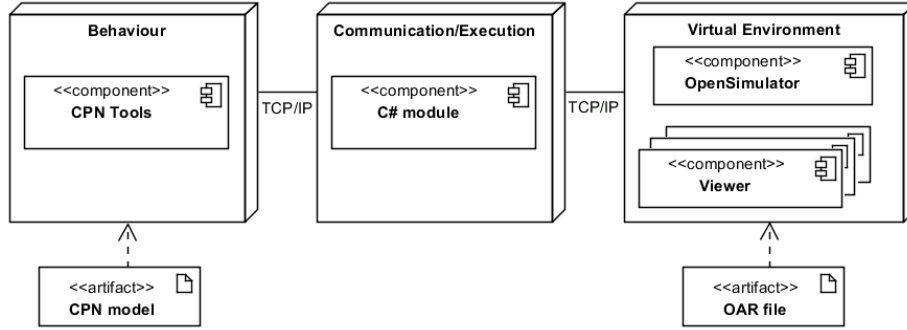 Behaviour
<<component>>
CPN Tools
TCP/IP
Communication/Execution
<<component>>
C# module
TCP/IP
Virtual Environment
<<component>>
OpenSimulator
<<component>>
Viewer
<<artifact>>
CPN model
<<artifact>>
OAR file